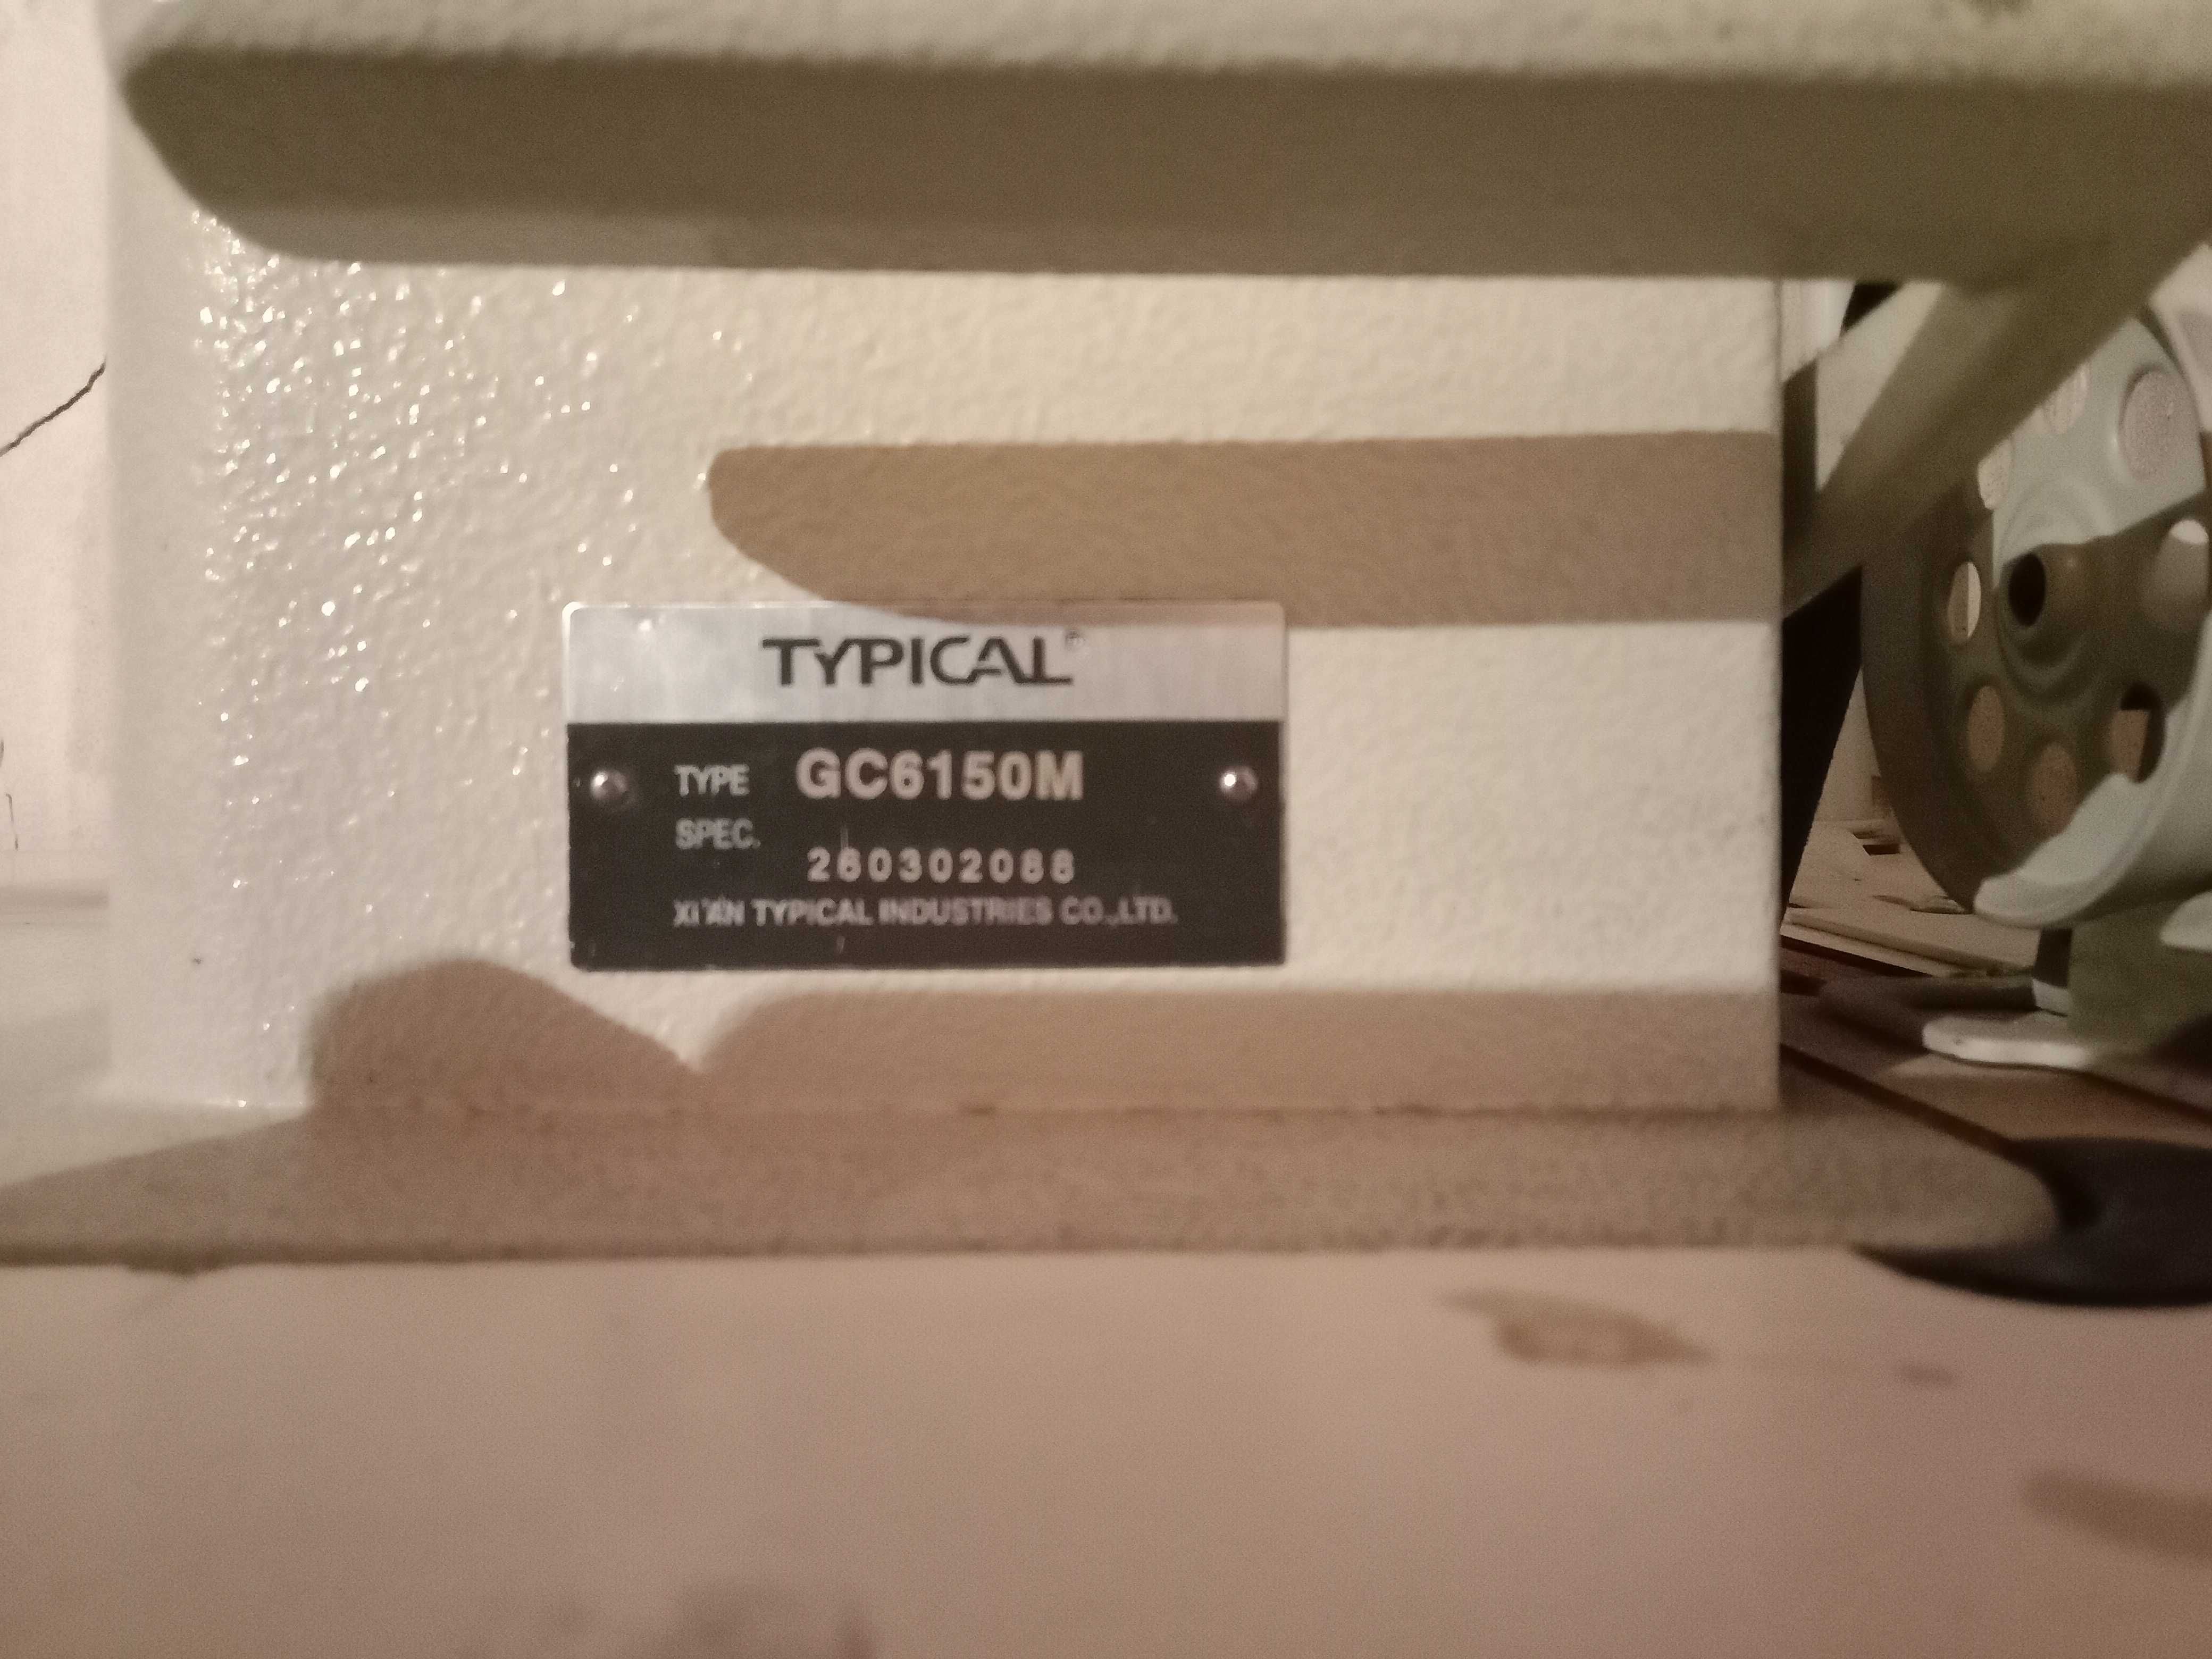 TYPICAL®
TYPE GC6150M
SPEC.
260302088
XI'AN TYPICAL INDUSTRIES CO.,LTD.